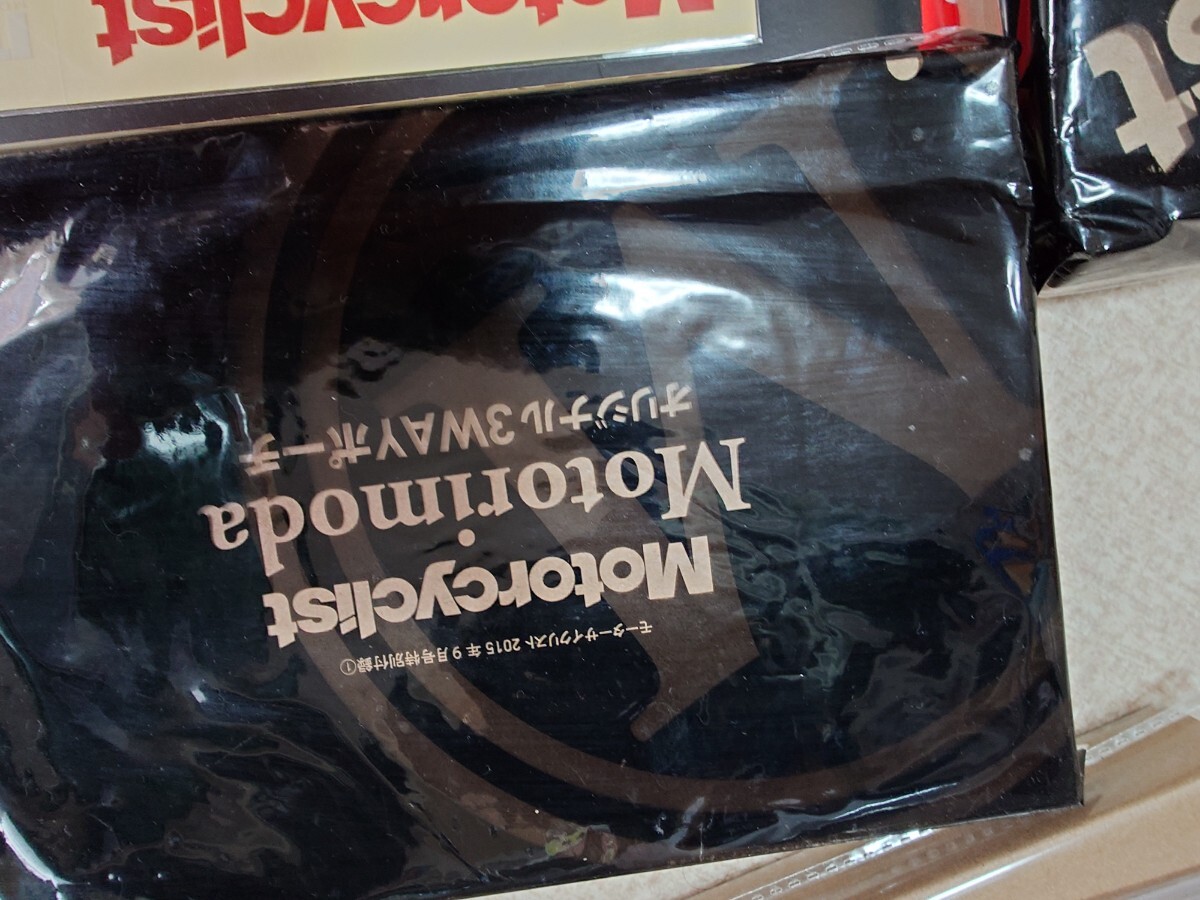 モーターサイクリスト 2015年9月号特別付録①
Motorcyclist
Motorimoda
オリジナル3WAYポーチ
Motorcyclist
st